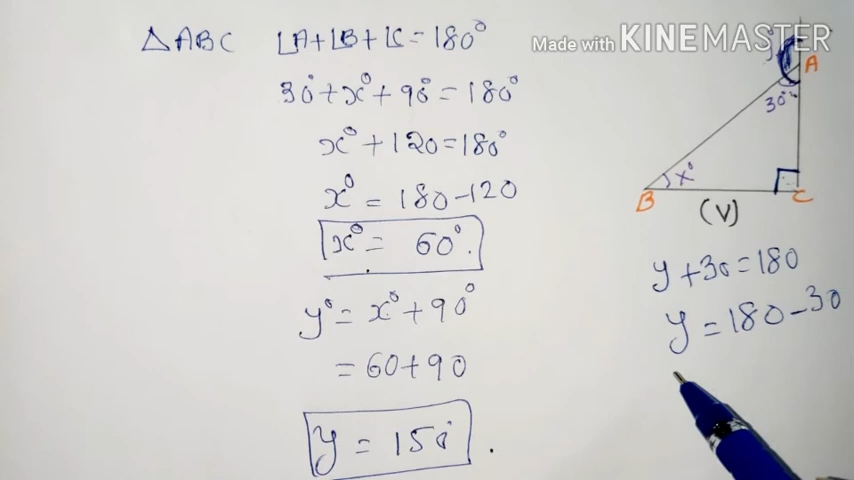 △ABC ∠A+∠B+∠C=180°
30°+x°+90°=180°
x°+120=180°
x°=180-120
x°= 60°.
y°= x°+90°
= 60+90
y = 150°.
Made with KINEMASTER
A
30°
x°
B
C
(V)
y+30=180
y=180-30